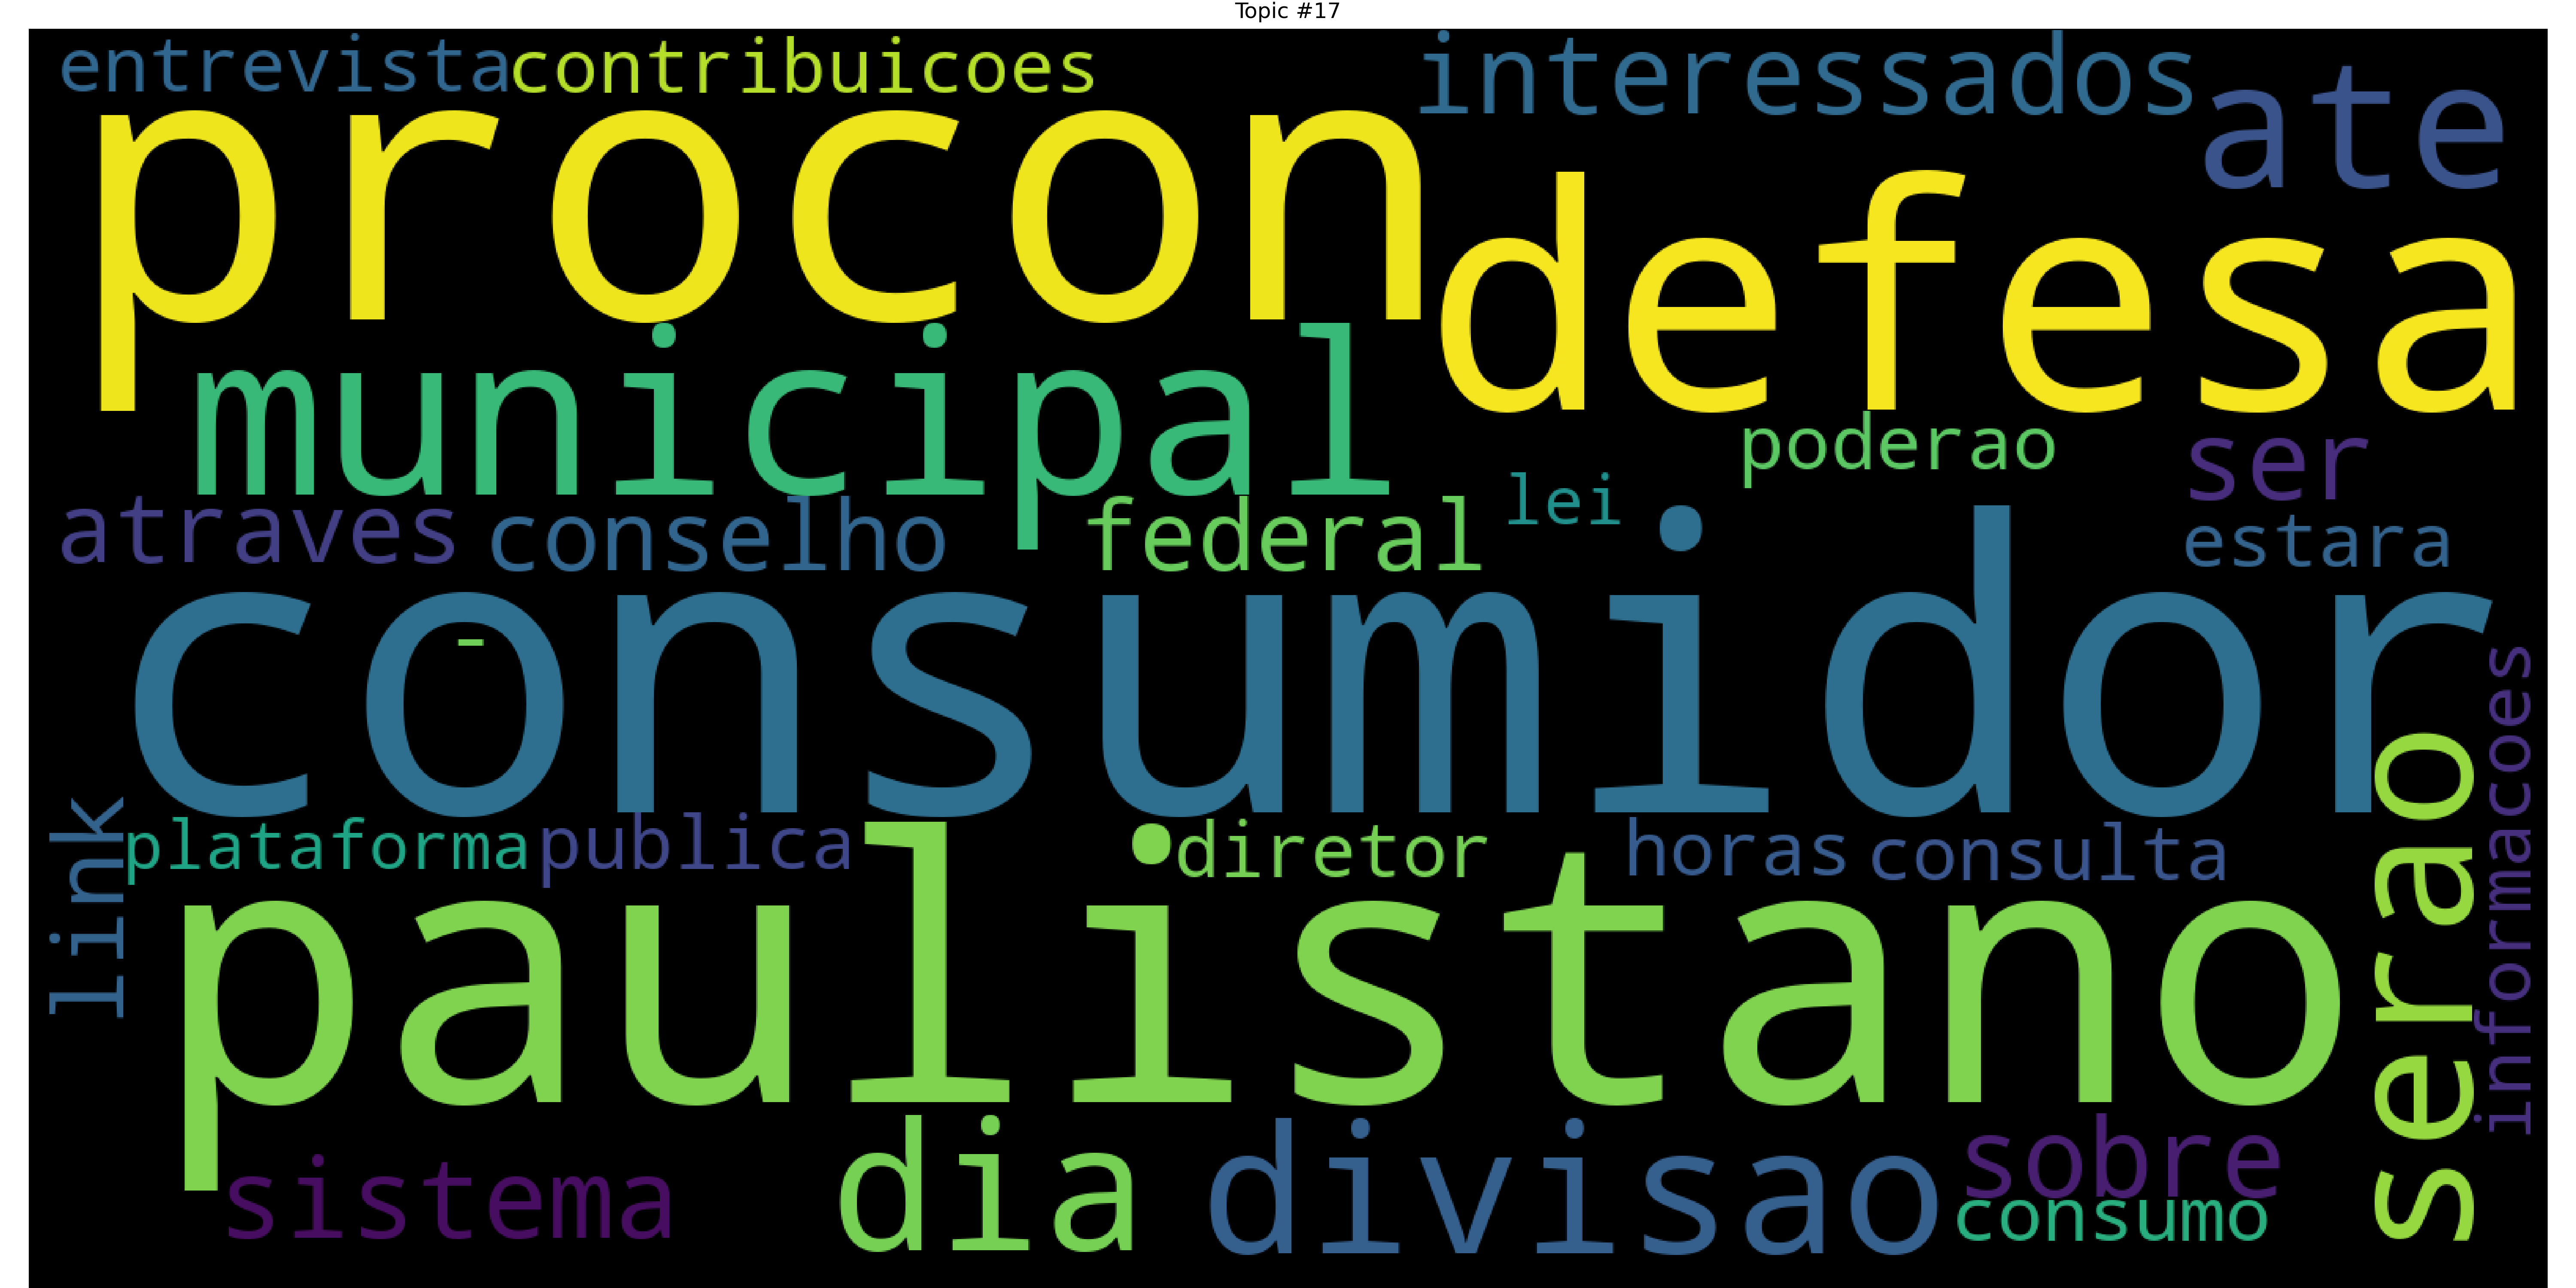 Topic #17
entrevista contribuicoes interessados ate
procon defesa
municipal poderao ser
atraves conselho federal lei estara
consumidor
-
link plataforma publica diretor horas consulta
paulistano serao informacoes
sistema dia divisao sobre
consumo